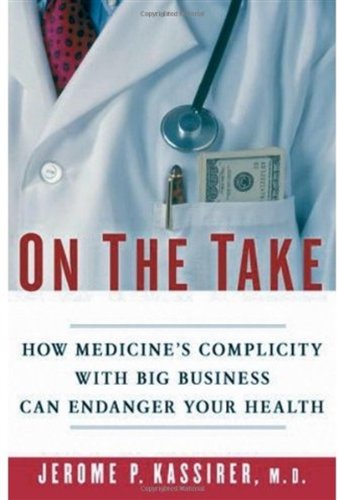 ON THE TAKE
HOW MEDICINE'S COMPLICITY
WITH BIG BUSINESS
CAN ENDANGER YOUR HEALTH
JEROME P. KASSIRER, M.D.